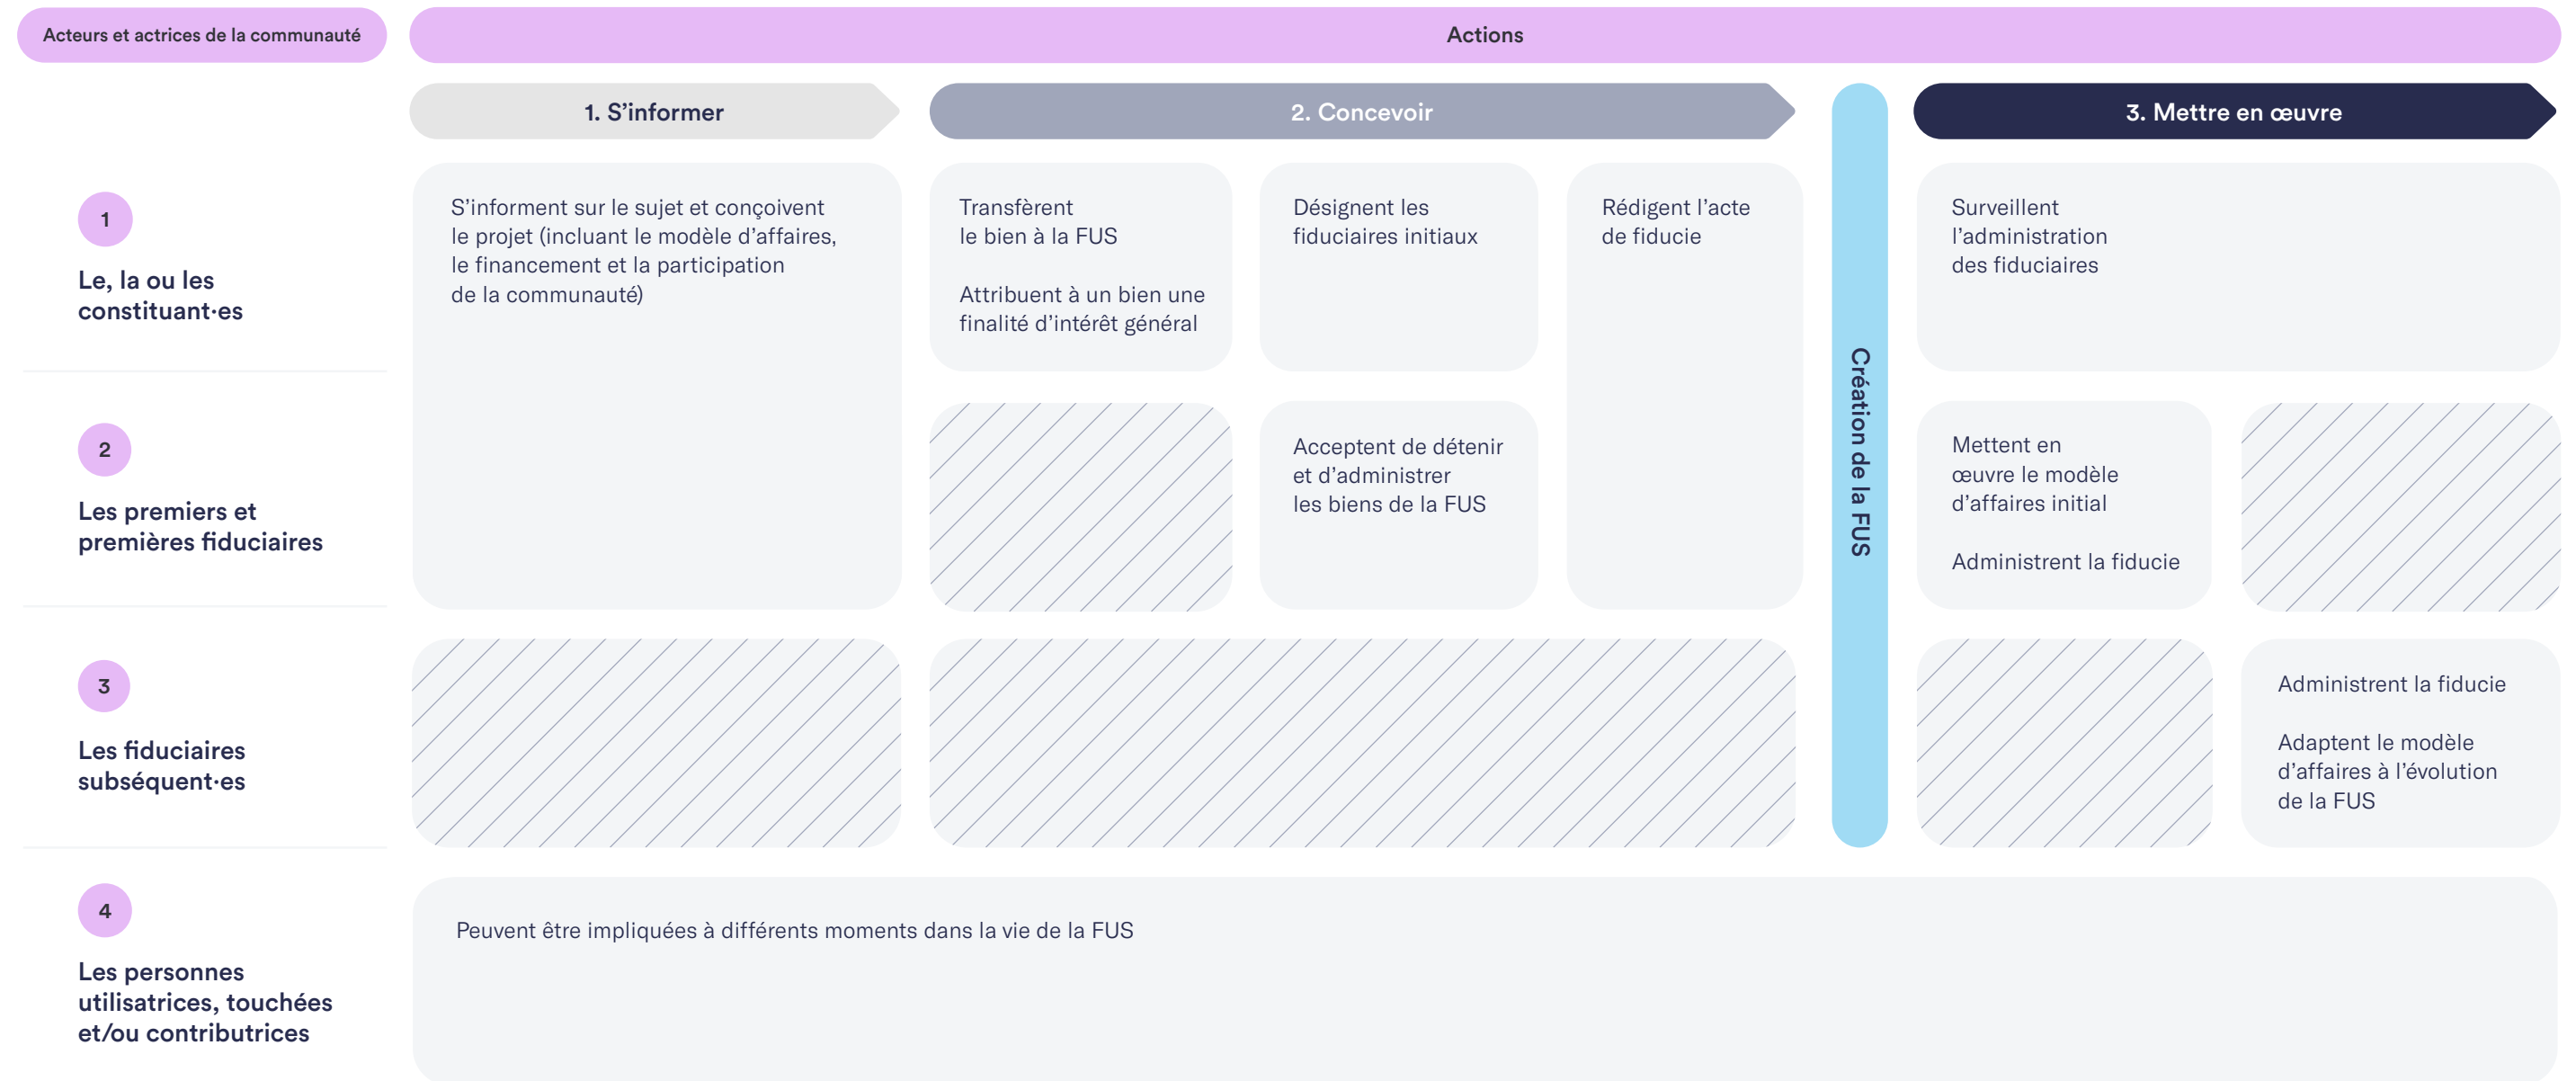 Acteurs et actrices de la communauté
Actions
1. S’informer
2. Concevoir
3. Mettre en œuvre
Création de la FUS
1
Le, la ou les
constituant·es
S’informent sur le sujet et conçoivent
le projet (incluant le modèle d’affaires,
le financement et la participation
de la communauté)
Transfèrent
le bien à la FUS
Attribuent à un bien une
finalité d’intérêt général
Désignent les
fiduciaires initiaux
Rédigent l’acte
de fiducie
Surveillent
l’administration
des fiduciaires
2
Les premiers et
premières fiduciaires
Acceptent de détenir
et d’administrer
les biens de la FUS
Mettent en
œuvre le modèle
d’affaires initial
Administrent la fiducie
3
Les fiduciaires
subséquent·es
Administrent la fiducie
Adaptent le modèle
d’affaires à l’évolution
de la FUS
4
Les personnes
utilisatrices, touchées
et/ou contributrices
Peuvent être impliquées à différents moments dans la vie de la FUS